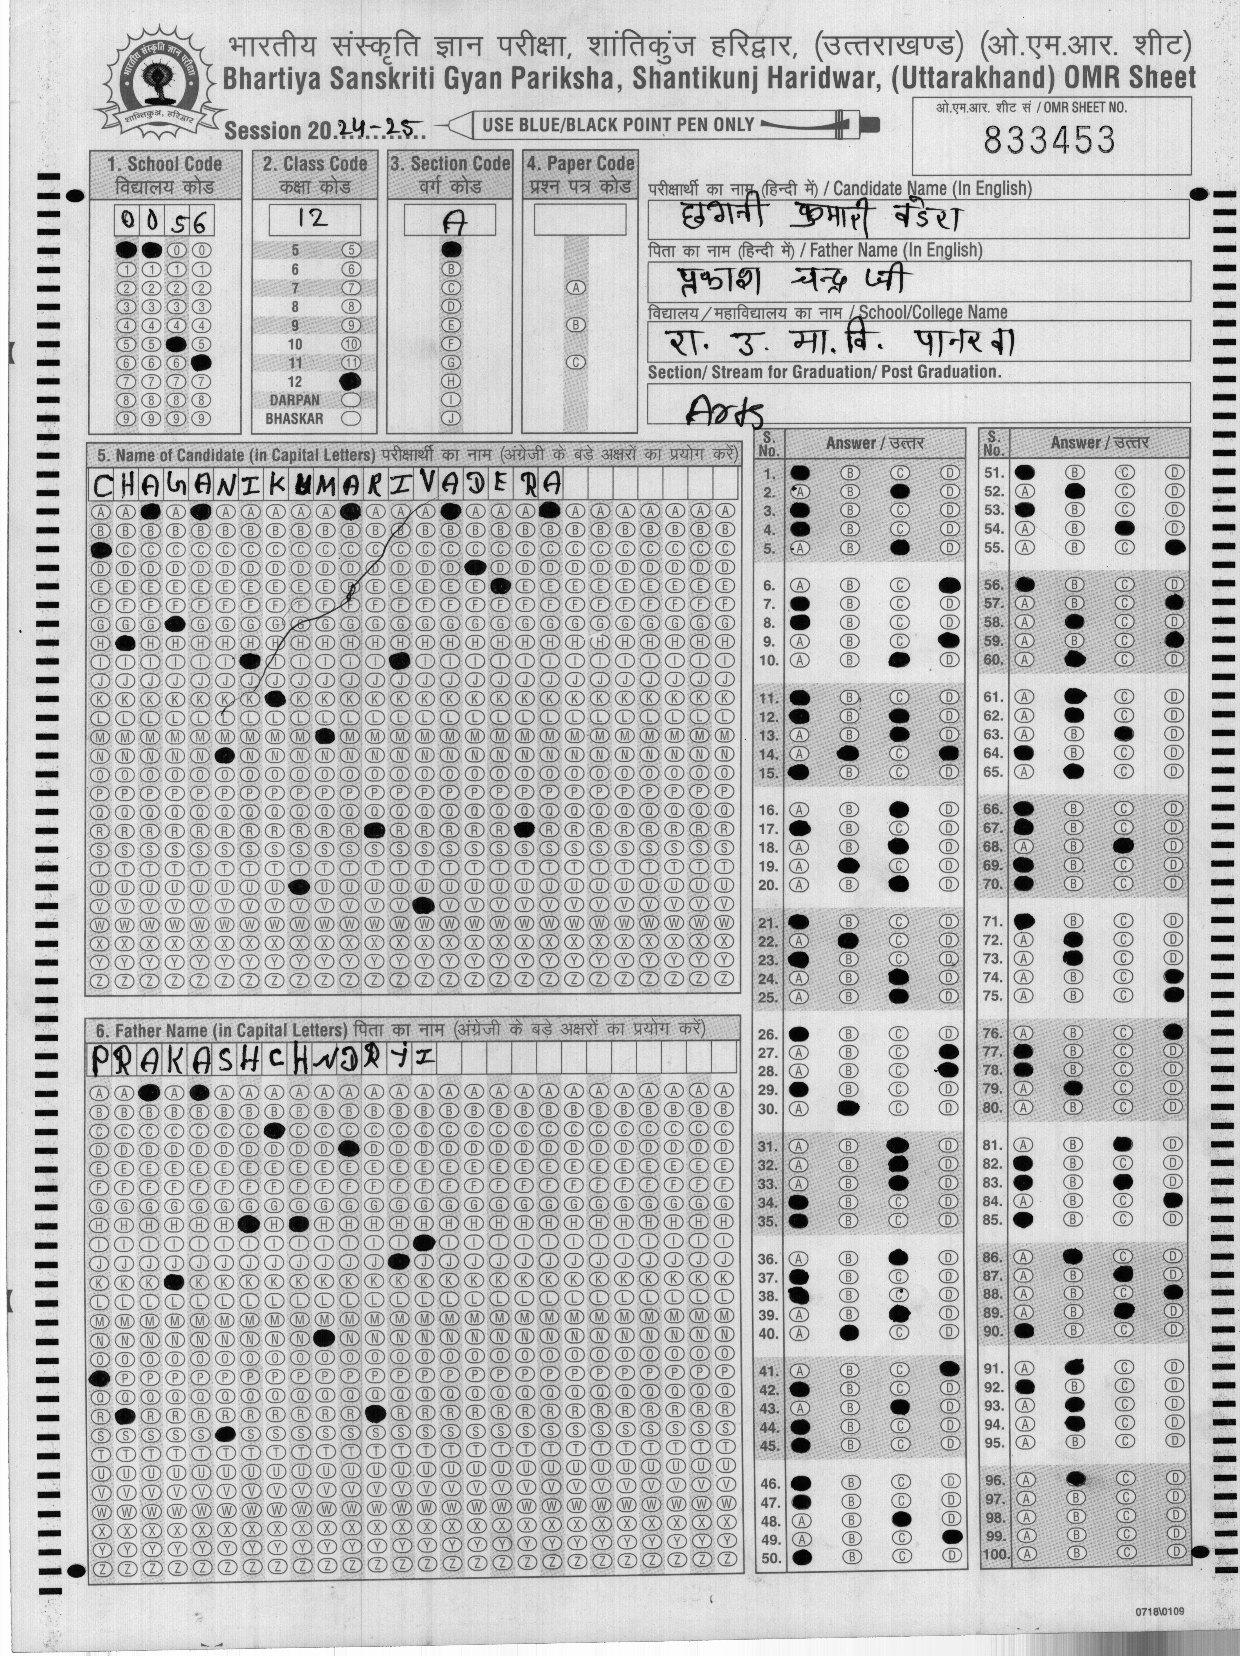 भारतीय संस्कृति ज्ञान परीक्षा, शांतिकुंज हरिद्वार, (उत्तराखण्ड) (ओ.एम.आर. शीट)
Bhartiya Sanskriti Gyan Pariksha, Shantikunj Haridwar, (Uttarakhand) OMR Sheet
Session 2024-25
USE BLUE/BLACK POINT PEN ONLY
ओ.एम.आर. शीट सं / OMR SHEET NO.
833453
1. School Code
विद्यालय कोड
0056
2. Class Code
कक्षा कोड
12
5
6
7
8
9
10
11
12
DARPAN
BHASKAR
3. Section Code
वर्ग कोड
A
4. Paper Code
प्रश्न पत्र कोड
A
B
C
परीक्षार्थी का नाम (हिन्दी में) / Candidate Name (In English)
छगनी कुमारी वडेरा
पिता का नाम (हिन्दी में) / Father Name (In English)
प्रकाश चन्द्र जी
विद्यालय/महाविद्यालय का नाम / School/College Name
रा. उ. मा. वि. पानरवा
Section/ Stream for Graduation/ Post Graduation.
Arts
5. Name of Candidate (in Capital Letters) परीक्षार्थी का नाम (अंग्रेजी के बड़े अक्षरों का प्रयोग करें)
CHAGANIKUMARIVADERA
6. Father Name (in Capital Letters) पिता का नाम (अंग्रेजी के बड़े अक्षरों का प्रयोग करें)
PRAKASHCHNDRJI
S. No. Answer / उत्तर
S. No. Answer / उत्तर
0718\0109